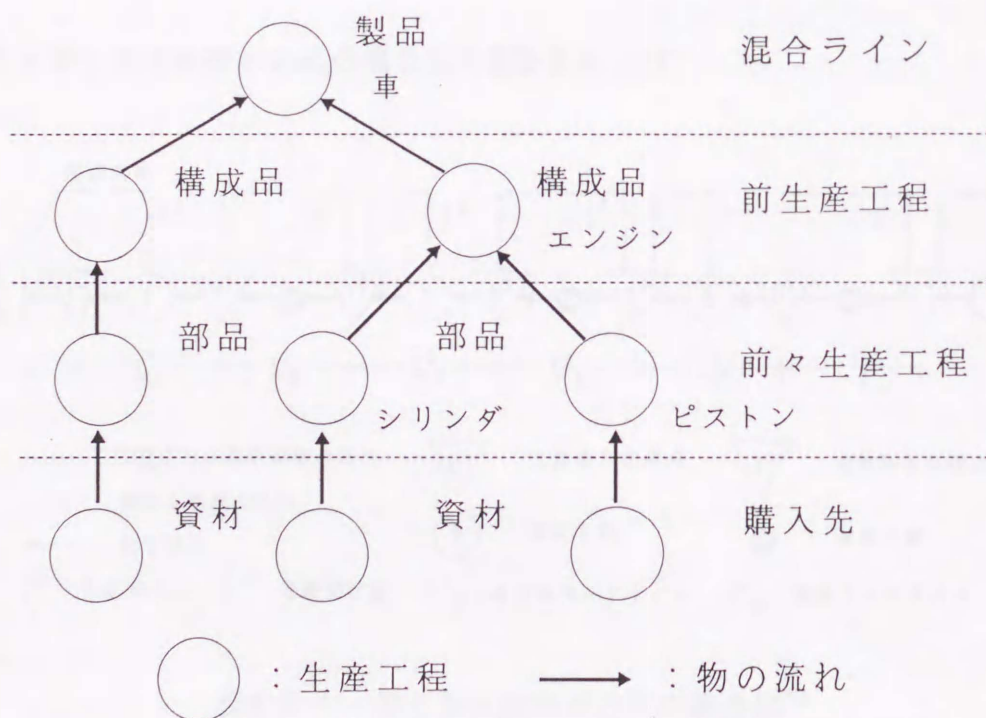 製品
車
混合ライン
構成品
構成品
前生産工程
エンジン
部品
部品
前々生産工程
シリンダ
ピストン
資材
資材
購入先
：生産工程
：物の流れ